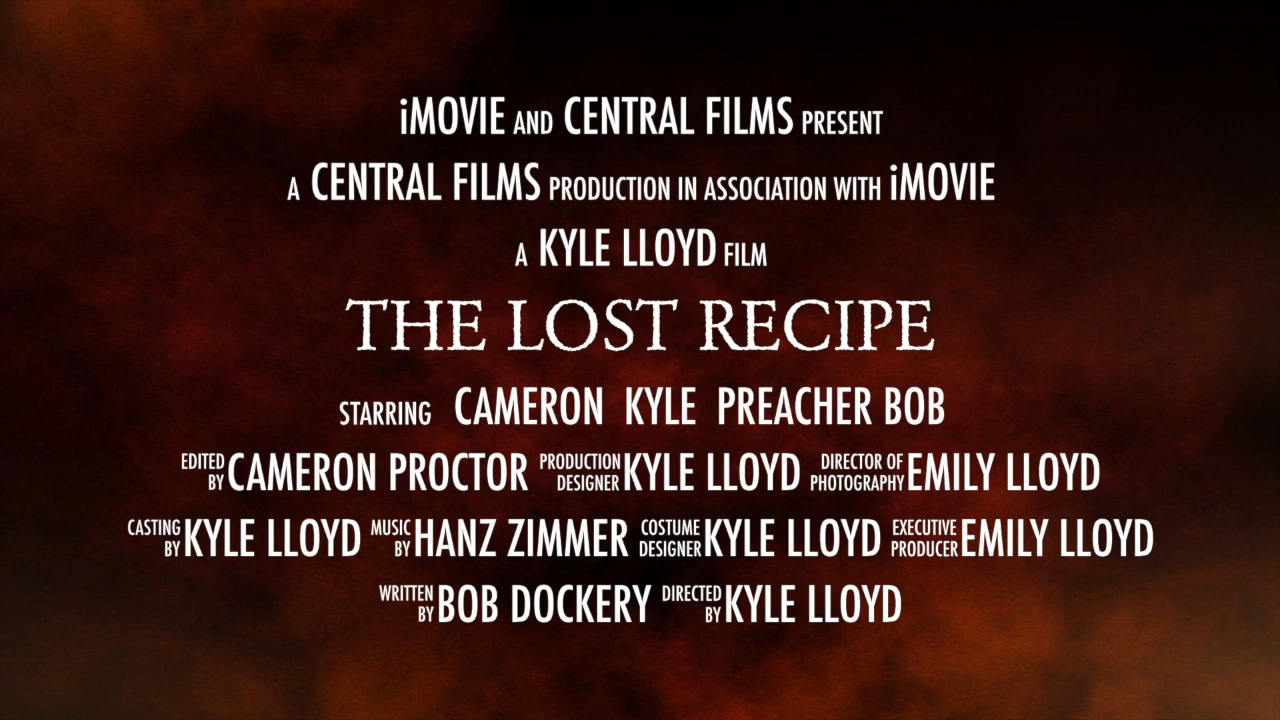 iMOVIE AND CENTRAL FILMS PRESENT
A CENTRAL FILMS PRODUCTION IN ASSOCIATION WITH iMOVIE
A KYLE LLOYD FILM
THE LOST RECIPE
STARRING CAMERON KYLE PREACHER BOB
EDITED BY CAMERON PROCTOR PRODUCTION DESIGNER KYLE LLOYD DIRECTOR OF PHOTOGRAPHY EMILY LLOYD
CASTING BY KYLE LLOYD MUSIC BY HANZ ZIMMER COSTUME DESIGNER KYLE LLOYD EXECUTIVE PRODUCER EMILY LLOYD
WRITTEN BY BOB DOCKERY DIRECTED BY KYLE LLOYD